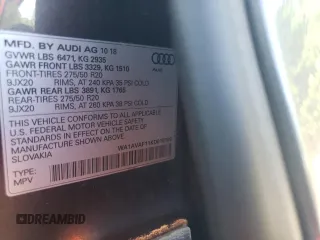 MFD. BY AUDI AG 10 18
GVWR LBS 6471, KG 2935
GAWR FRONT LBS 3329, KG 1510
FRONT-TIRES 275/50 R20
9JX20 RIMS, AT 240 KPA 35 PSI COLD
GAWR REAR LBS 3891, KG 1765
REAR-TIRES 275/50 R20
9JX20 RIMS, AT 260 KPA 38 PSI COLD
THIS VEHICLE CONFORMS TO ALL APPLICABLE
U.S. FEDERAL MOTOR VEHICLE
SAFETY
STANDARDS IN EFFECT ON THE DATE OF
MANUFACTURE SHOWN ABOVE.
SLOVAKIA
TYPE:
MPV
Audi
DREAMBID